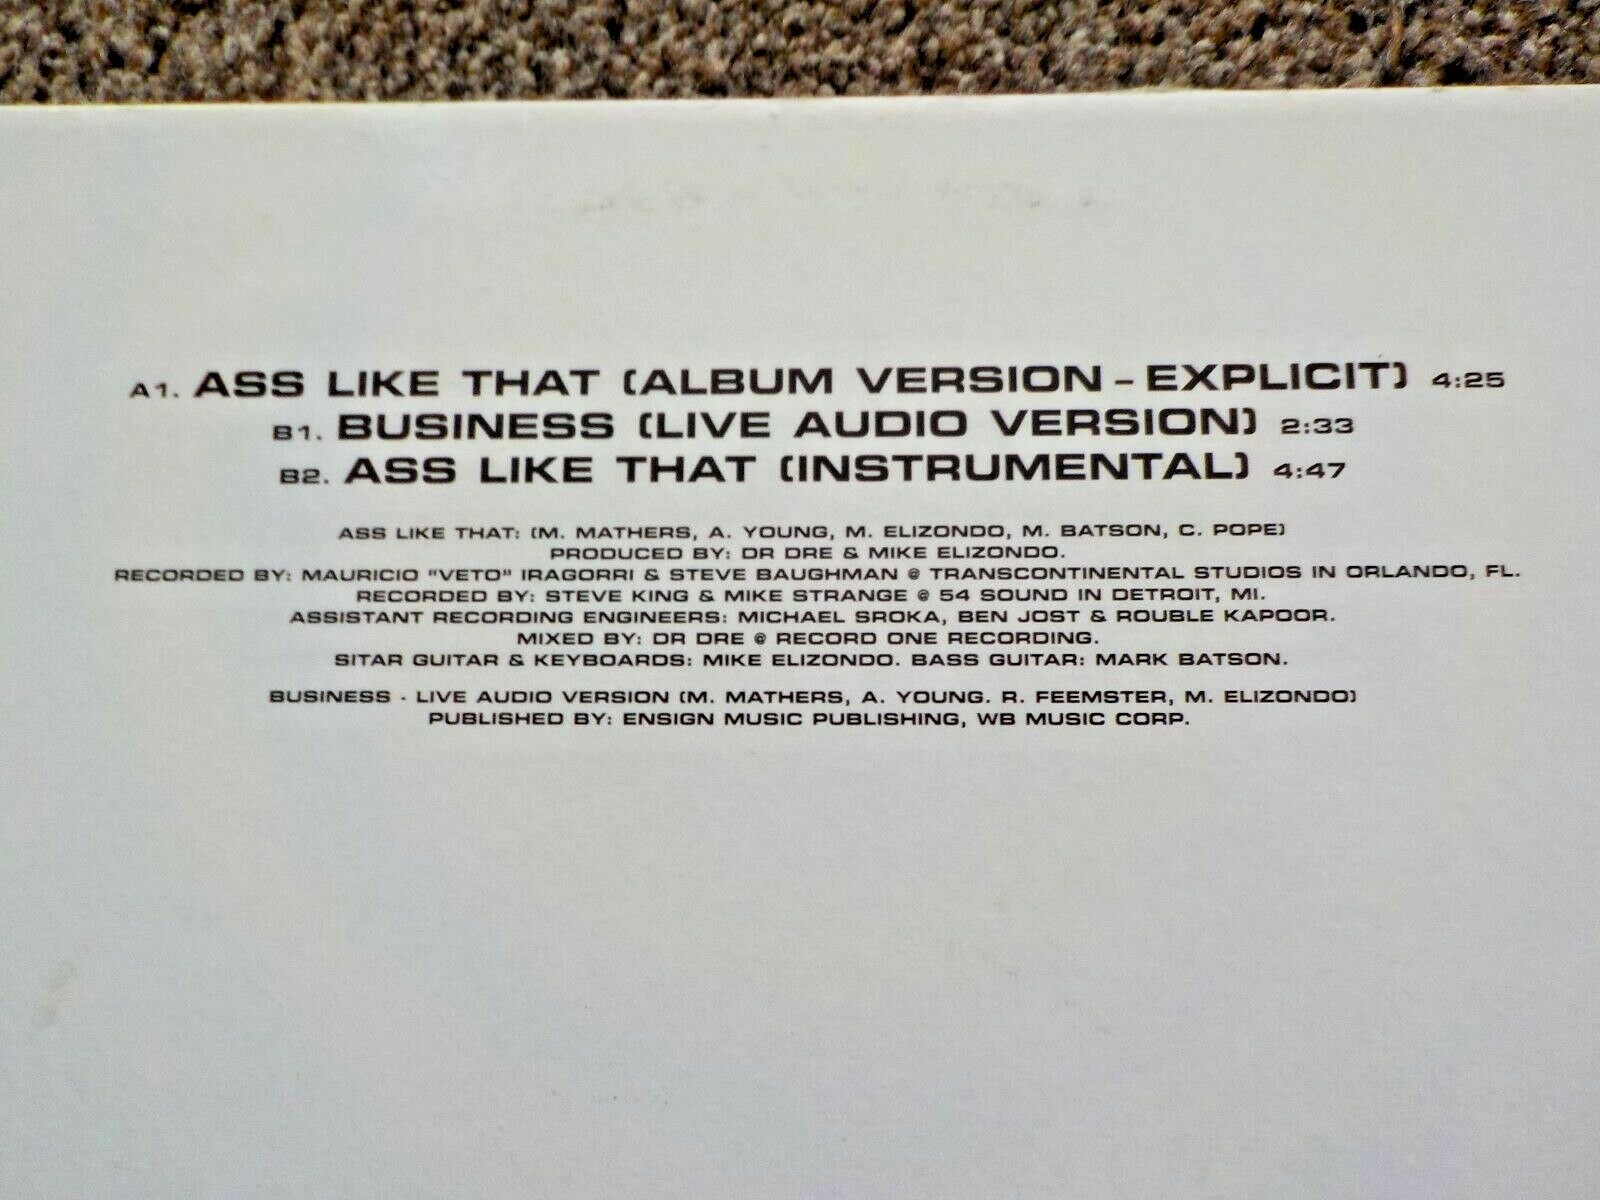 A1. ASS LIKE THAT (ALBUM VERSION – EXPLICIT) 4:25
B1. BUSINESS (LIVE AUDIO VERSION) 2:33
B2. ASS LIKE THAT (INSTRUMENTAL) 4:47
ASS LIKE THAT: (M. MATHERS, A. YOUNG, M. ELIZONDO, M. BATSON, C. POPE)
PRODUCED BY: DR DRE & MIKE ELIZONDO.
RECORDED BY: MAURICIO "VETO" IRAGORRI & STEVE BAUGHMAN @ TRANSCONTINENTAL STUDIOS IN ORLANDO, FL.
RECORDED BY: STEVE KING & MIKE STRANGE @ 54 SOUND IN DETROIT, MI.
ASSISTANT RECORDING ENGINEERS: MICHAEL SROKA, BEN JOST & ROUBLE KAPOOR.
MIXED BY: DR DRE @ RECORD ONE RECORDING.
SITAR GUITAR & KEYBOARDS: MIKE ELIZONDO. BASS GUITAR: MARK BATSON.
BUSINESS - LIVE AUDIO VERSION (M. MATHERS, A. YOUNG. R. FEEMSTER, M. ELIZONDO)
PUBLISHED BY: ENSIGN MUSIC PUBLISHING, WB MUSIC CORP.